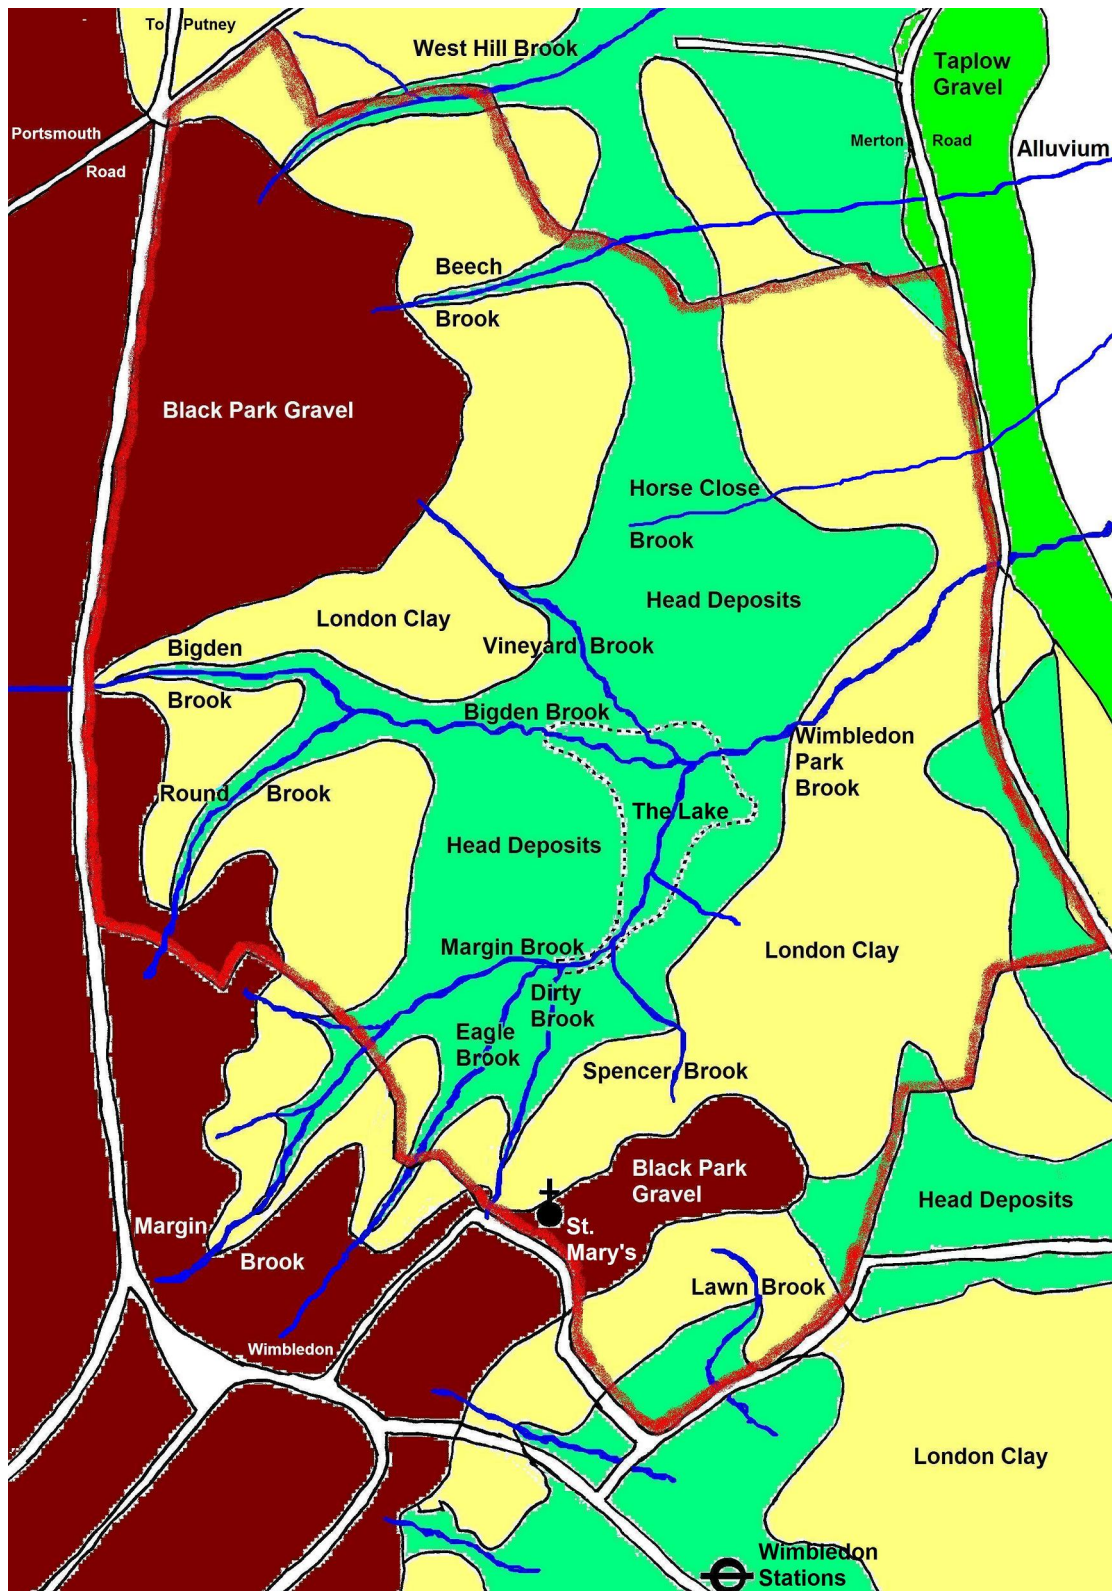 To Putney
West Hill Brook
Taplow
Gravel
Portsmouth
Road
Merton Road
Alluvium
Beech
Brook
Black Park Gravel
Horse Close
Brook
Head Deposits
London Clay
Vineyard Brook
Bigden
Brook
Bigden Brook
Wimbledon
Park
Brook
Round Brook
The Lake
Head Deposits
Margin Brook
London Clay
Dirty
Brook
Eagle
Brook
Spencer Brook
Black Park
Gravel
Head Deposits
Margin
Brook
St.
Mary's
Lawn Brook
Wimbledon
London Clay
Wimbledon
Stations